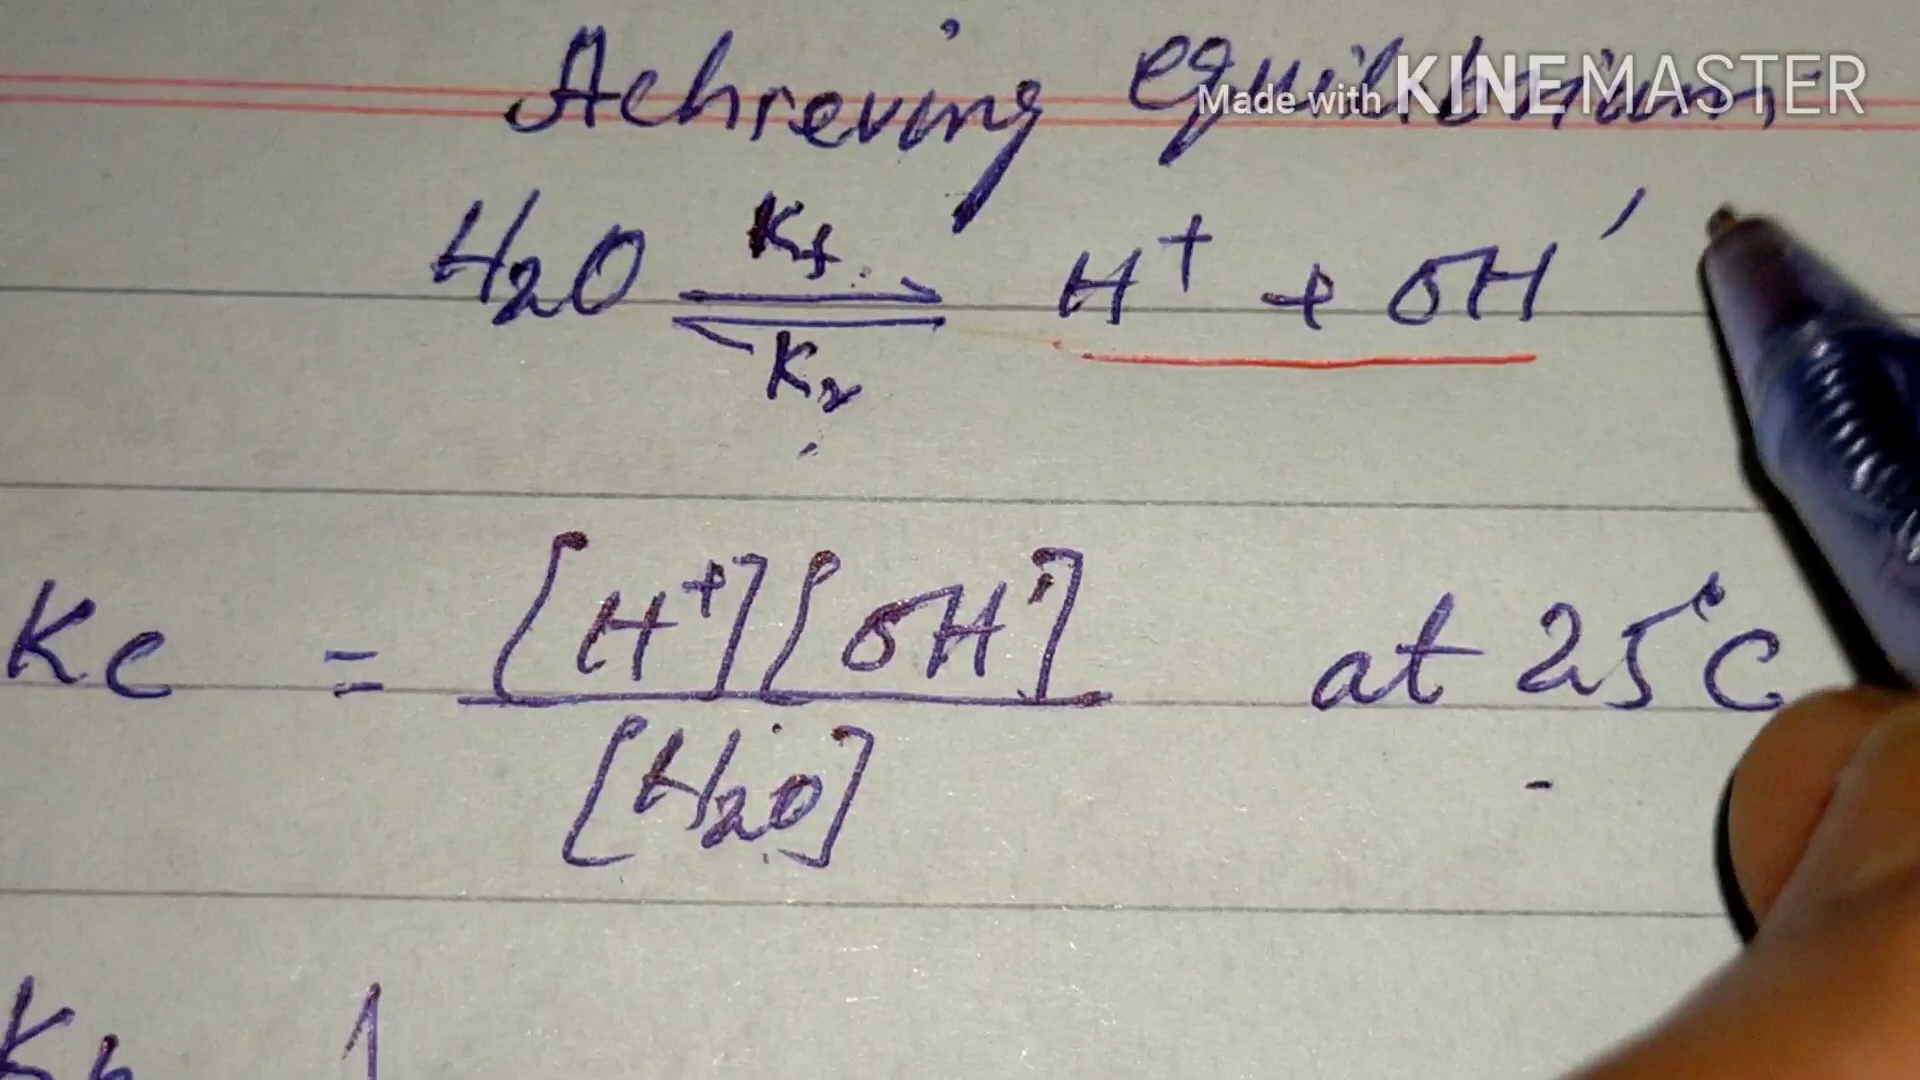 Achieving equilibrium
Made with KINEMASTER
Kf
H₂O ⇌ H⁺ + OH'
Kr
Kc = [H⁺][OH'] / [H₂O] at 25°C